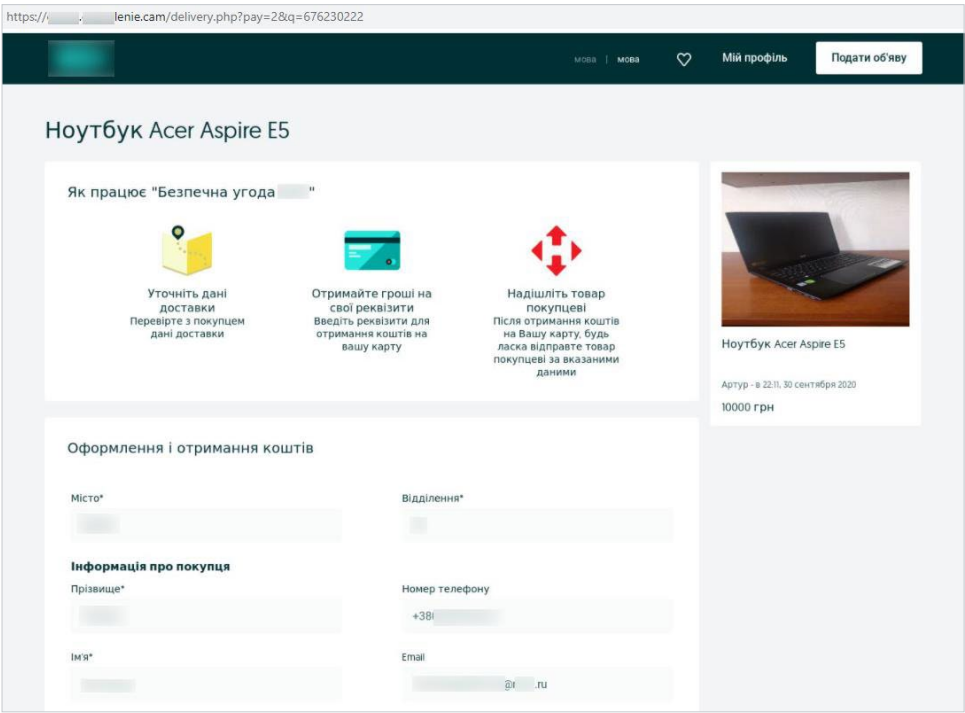 https:// . lenie.cam/delivery.php?pay=2&q=676230222
мова | мова
Мій профіль
Подати об'яву
Ноутбук Acer Aspire E5
Як працює "Безпечна угода "
Уточніть дані
доставки
Перевірте з покупцем
дані доставки
Отримайте гроші на
свої реквізити
Введіть реквізити для
отримання коштів на
вашу карту
Надішліть товар
покупцеві
Після отримання коштів
на Вашу карту, будь
ласка відправте товар
покупцеві за вказаними
даними
Ноутбук Acer Aspire E5
Артур - в 22:11, 30 сентября 2020
10000 грн
Оформлення і отримання коштів
Місто*
Відділення*
Інформація про покупця
Прізвище*
Номер телефону
+38
Ім'я*
Email
@ .ru